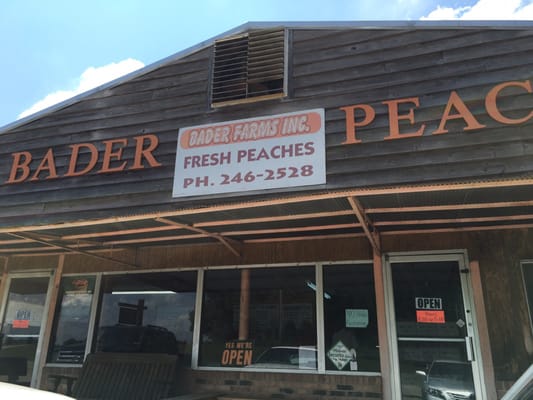 BADER PEAC
BADER FARMS INC.
FRESH PEACHES
PH. 246-2528
OPEN
YES WE'RE
OPEN